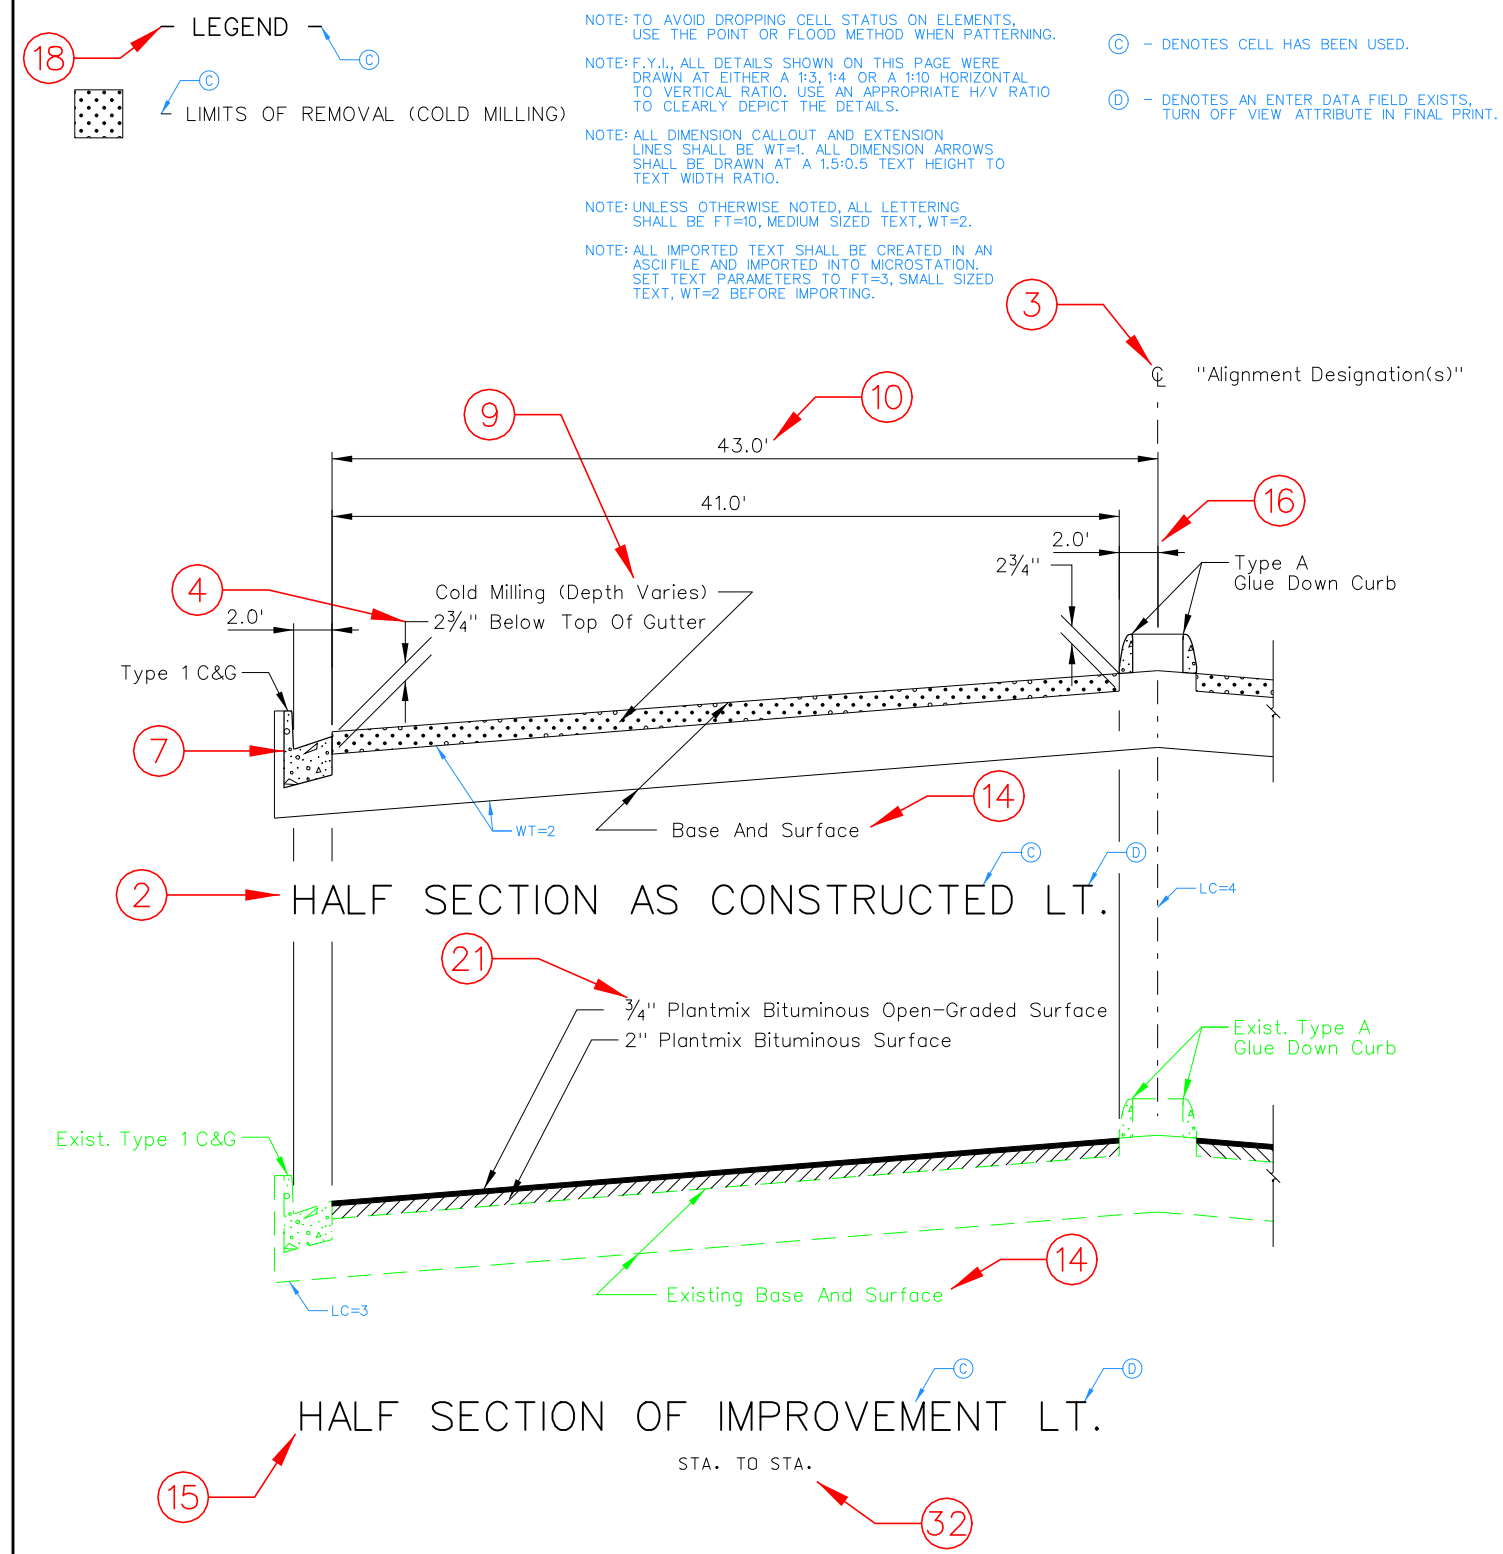 18
LEGEND
C
C
LIMITS OF REMOVAL (COLD MILLING)
NOTE: TO AVOID DROPPING CELL STATUS ON ELEMENTS,
USE THE POINT OR FLOOD METHOD WHEN PATTERNING.
NOTE: F.Y.I., ALL DETAILS SHOWN ON THIS PAGE WERE
DRAWN AT EITHER A 1:3, 1:4 OR A 1:10 HORIZONTAL
TO VERTICAL RATIO. USE AN APPROPRIATE H/V RATIO
TO CLEARLY DEPICT THE DETAILS.
NOTE: ALL DIMENSION CALLOUT AND EXTENSION
LINES SHALL BE WT=1. ALL DIMENSION ARROWS
SHALL BE DRAWN AT A 1.5:0.5 TEXT HEIGHT TO
TEXT WIDTH RATIO.
NOTE: UNLESS OTHERWISE NOTED, ALL LETTERING
SHALL BE FT=10, MEDIUM SIZED TEXT, WT=2.
NOTE: ALL IMPORTED TEXT SHALL BE CREATED IN AN
ASCII FILE AND IMPORTED INTO MICROSTATION.
SET TEXT PARAMETERS TO FT=3, SMALL SIZED
TEXT, WT=2 BEFORE IMPORTING.
C - DENOTES CELL HAS BEEN USED.
D - DENOTES AN ENTER DATA FIELD EXISTS,
TURN OFF VIEW ATTRIBUTE IN FINAL PRINT.
3
℄ "Alignment Designation(s)"
10
9
43.0'
41.0'
16
2.0'
2¾"
Type A
Glue Down Curb
4
Cold Milling (Depth Varies)
2¾" Below Top Of Gutter
2.0'
Type 1 C&G
7
14
WT=2
Base And Surface
C
D
2
HALF SECTION AS CONSTRUCTED LT.
LC=4
21
¾" Plantmix Bituminous Open-Graded Surface
2" Plantmix Bituminous Surface
Exist. Type A
Glue Down Curb
Exist. Type 1 C&G
14
Existing Base And Surface
LC=3
C
D
HALF SECTION OF IMPROVEMENT LT.
STA. TO STA.
15
32